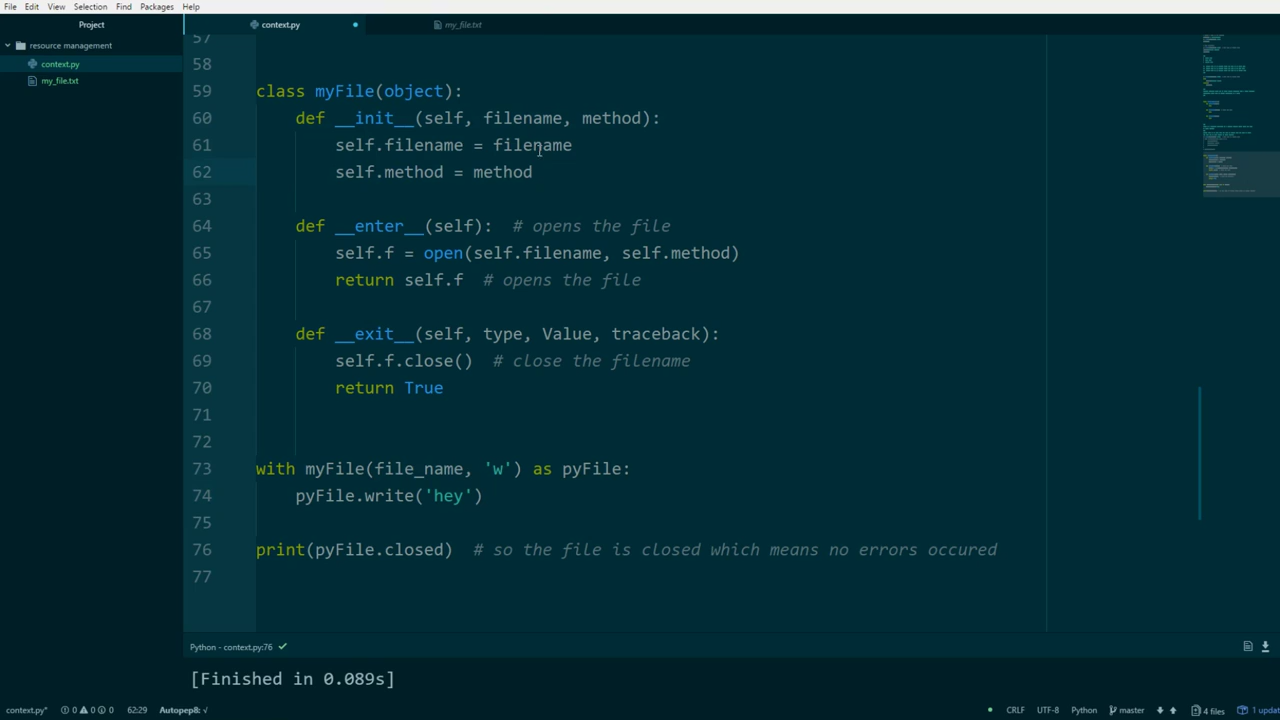 File Edit View Selection Find Packages Help
Project
context.py
my_file.txt
resource management
context.py
my_file.txt
57
58
59 class myFile(object):
60 def __init__(self, filename, method):
61 self.filename = filename
62 self.method = method
63
64 def __enter__(self): # opens the file
65 self.f = open(self.filename, self.method)
66 return self.f # opens the file
67
68 def __exit__(self, type, Value, traceback):
69 self.f.close() # close the filename
70 return True
71
72
73 with myFile(file_name, 'w') as pyFile:
74 pyFile.write('hey')
75
76 print(pyFile.closed) # so the file is closed which means no errors occured
77
Python - context.py:76
[Finished in 0.089s]
context.py* 0 0 0 62:29 Autopep8: √ CRLF UTF-8 Python master 4 files 1 updat